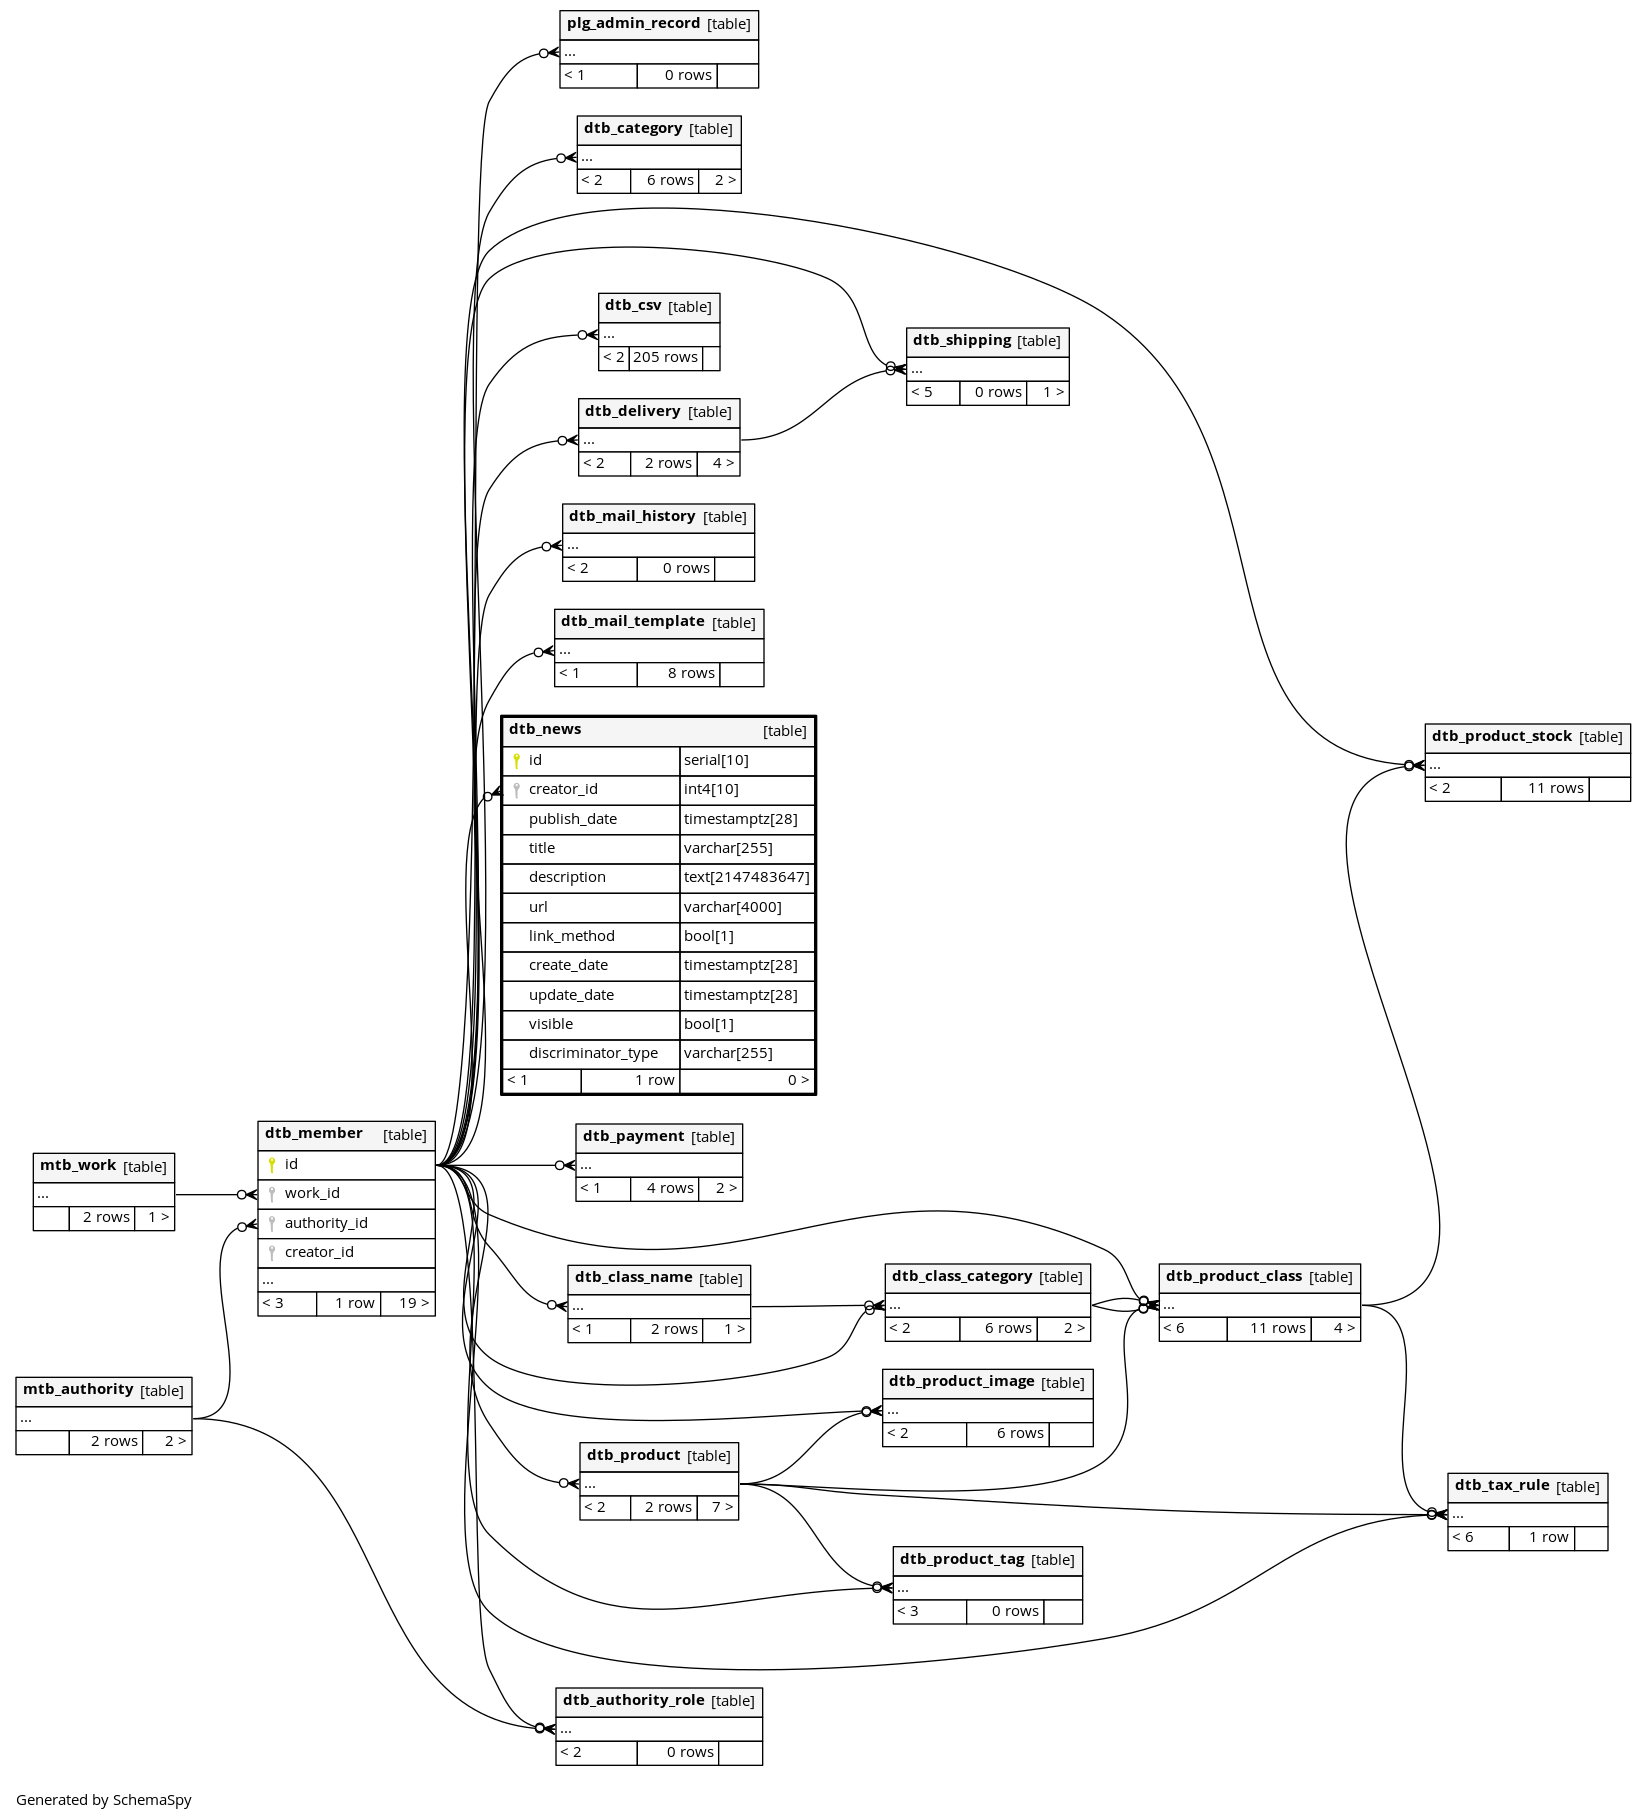 plg_admin_record [table]
...
< 1 0 rows
dtb_category [table]
...
< 2 6 rows 2 >
dtb_csv [table]
...
< 2 205 rows
dtb_shipping [table]
...
< 5 0 rows 1 >
dtb_delivery [table]
...
< 2 2 rows 4 >
dtb_mail_history [table]
...
< 2 0 rows
dtb_mail_template [table]
...
< 1 8 rows
dtb_news [table]
id serial[10]
creator_id int4[10]
publish_date timestamptz[28]
title varchar[255]
description text[2147483647]
url varchar[4000]
link_method bool[1]
create_date timestamptz[28]
update_date timestamptz[28]
visible bool[1]
discriminator_type varchar[255]
< 1 1 row 0 >
dtb_product_stock [table]
...
< 2 11 rows
dtb_member [table]
id
work_id
authority_id
creator_id
...
< 3 1 row 19 >
mtb_work [table]
...
2 rows 1 >
dtb_payment [table]
...
< 1 4 rows 2 >
dtb_class_name [table]
...
< 1 2 rows 1 >
dtb_class_category [table]
...
< 2 6 rows 2 >
dtb_product_class [table]
...
< 6 11 rows 4 >
mtb_authority [table]
...
2 rows 2 >
dtb_product_image [table]
...
< 2 6 rows
dtb_product [table]
...
< 2 2 rows 7 >
dtb_tax_rule [table]
...
< 6 1 row
dtb_product_tag [table]
...
< 3 0 rows
dtb_authority_role [table]
...
< 2 0 rows
Generated by SchemaSpy